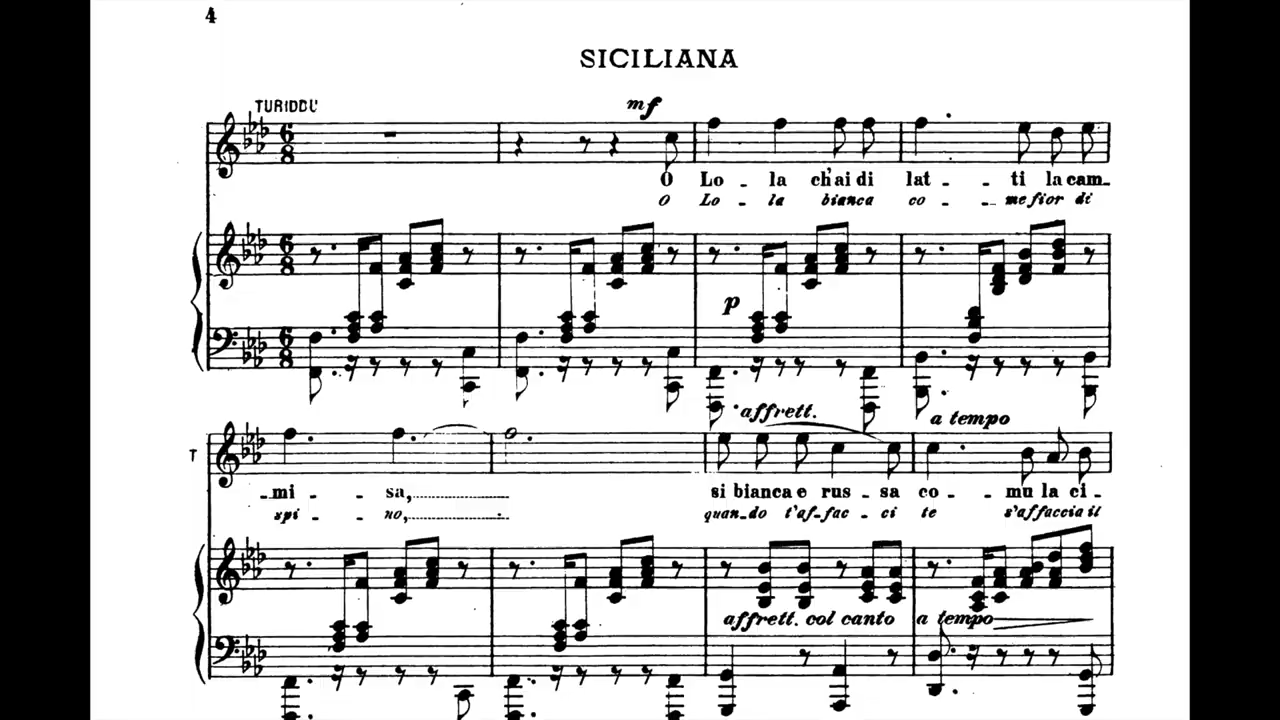 4
SICILIANA
TURIDDU
mf
O Lo - la ch'ai di lat - ti la cam-
O Lo - la bianca co - me fior di
p
affrett. a tempo
T
-mi - sa,
spi - no,
si bianca e rus - sa co - mu la ci-
quan-do t'af-fac - ci te s'affaccia il
affrett. col canto a tempo